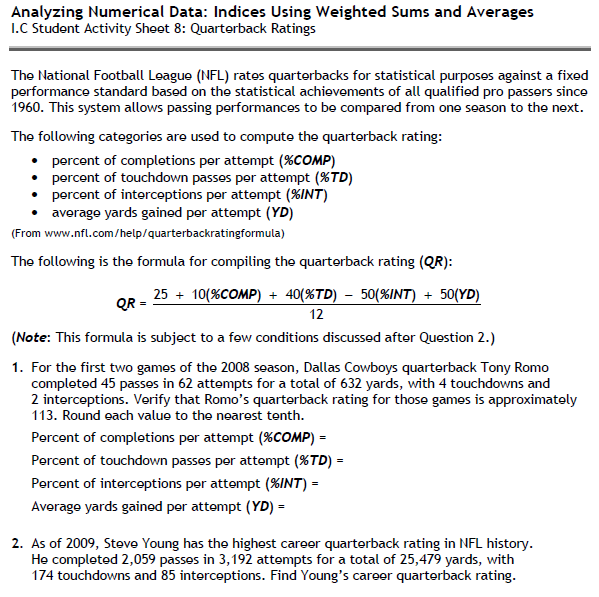 Analyzing Numerical Data: Indices Using Weighted Sums and Averages
I.C Student Activity Sheet 8: Quarterback Ratings
The National Football League (NFL) rates quarterbacks for statistical purposes against a fixed
performance standard based on the statistical achievements of all qualified pro passers since
1960. This system allows passing performances to be compared from one season to the next.
The following categories are used to compute the quarterback rating:
• percent of completions per attempt (%COMP)
• percent of touchdown passes per attempt (%TD)
• percent of interceptions per attempt (%INT)
• average yards gained per attempt (YD)
(From www.nfl.com/help/quarterbackratingformula)
The following is the formula for compiling the quarterback rating (QR):
QR = 25 + 10(%COMP) + 40(%TD) − 50(%INT) + 50(YD)
12
(Note: This formula is subject to a few conditions discussed after Question 2.)
1. For the first two games of the 2008 season, Dallas Cowboys quarterback Tony Romo
completed 45 passes in 62 attempts for a total of 632 yards, with 4 touchdowns and
2 interceptions. Verify that Romo's quarterback rating for those games is approximately
113. Round each value to the nearest tenth.
Percent of completions per attempt (%COMP) =
Percent of touchdown passes per attempt (%TD) =
Percent of interceptions per attempt (%INT) =
Average yards gained per attempt (YD) =
2. As of 2009, Steve Young has the highest career quarterback rating in NFL history.
He completed 2,059 passes in 3,192 attempts for a total of 25,479 yards, with
174 touchdowns and 85 interceptions. Find Young's career quarterback rating.